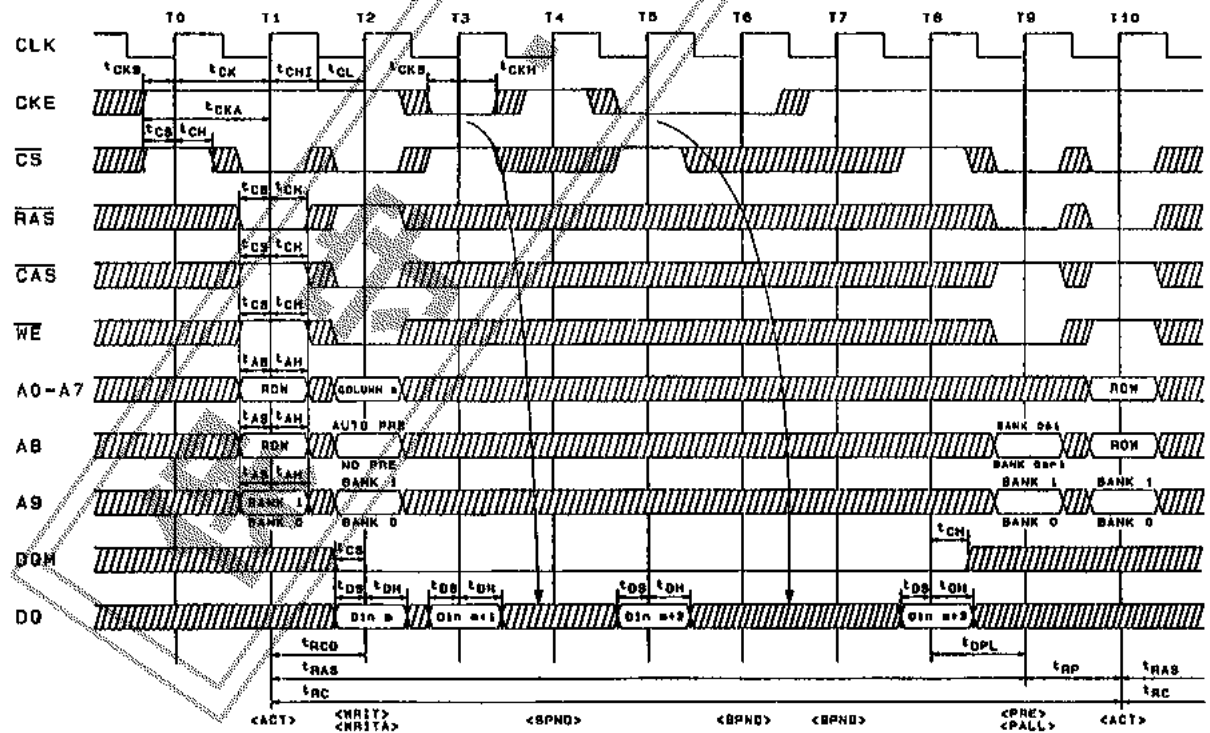 T0 T1 T2 T3 T4 T5 T6 T7 T8 T9 T10
CLK
tCKS tCK tCHI tCL tCKS tCKH
CKE
tCKA
tCS tCH
CS
tCS tCH
RAS
tCS tCH
CAS
tCS tCH
WE
tAS tAH
A0-A7 ROW COLUMN m ROW
tAS tAH AUTO PRE BANK 0&1
A8 ROW ROW
tAS tAH NO PRE BANK 0or1
BANK 1 BANK 1 BANK 1
A9 BANK 1
BANK 0 BANK 0 BANK 0 BANK 0
tCS tCH
DQM
tDS tDH tDS tDH tDS tDH tDS tDH
DQ Din m Din m+1 Din m+2 Din m+3
tRCD tDPL
tRAS tRP tRAS
tRC tRC
<ACT> <WRIT> <SPND> <SPND> <SPND> <PRE> <ACT>
<WRITA> <PALL>